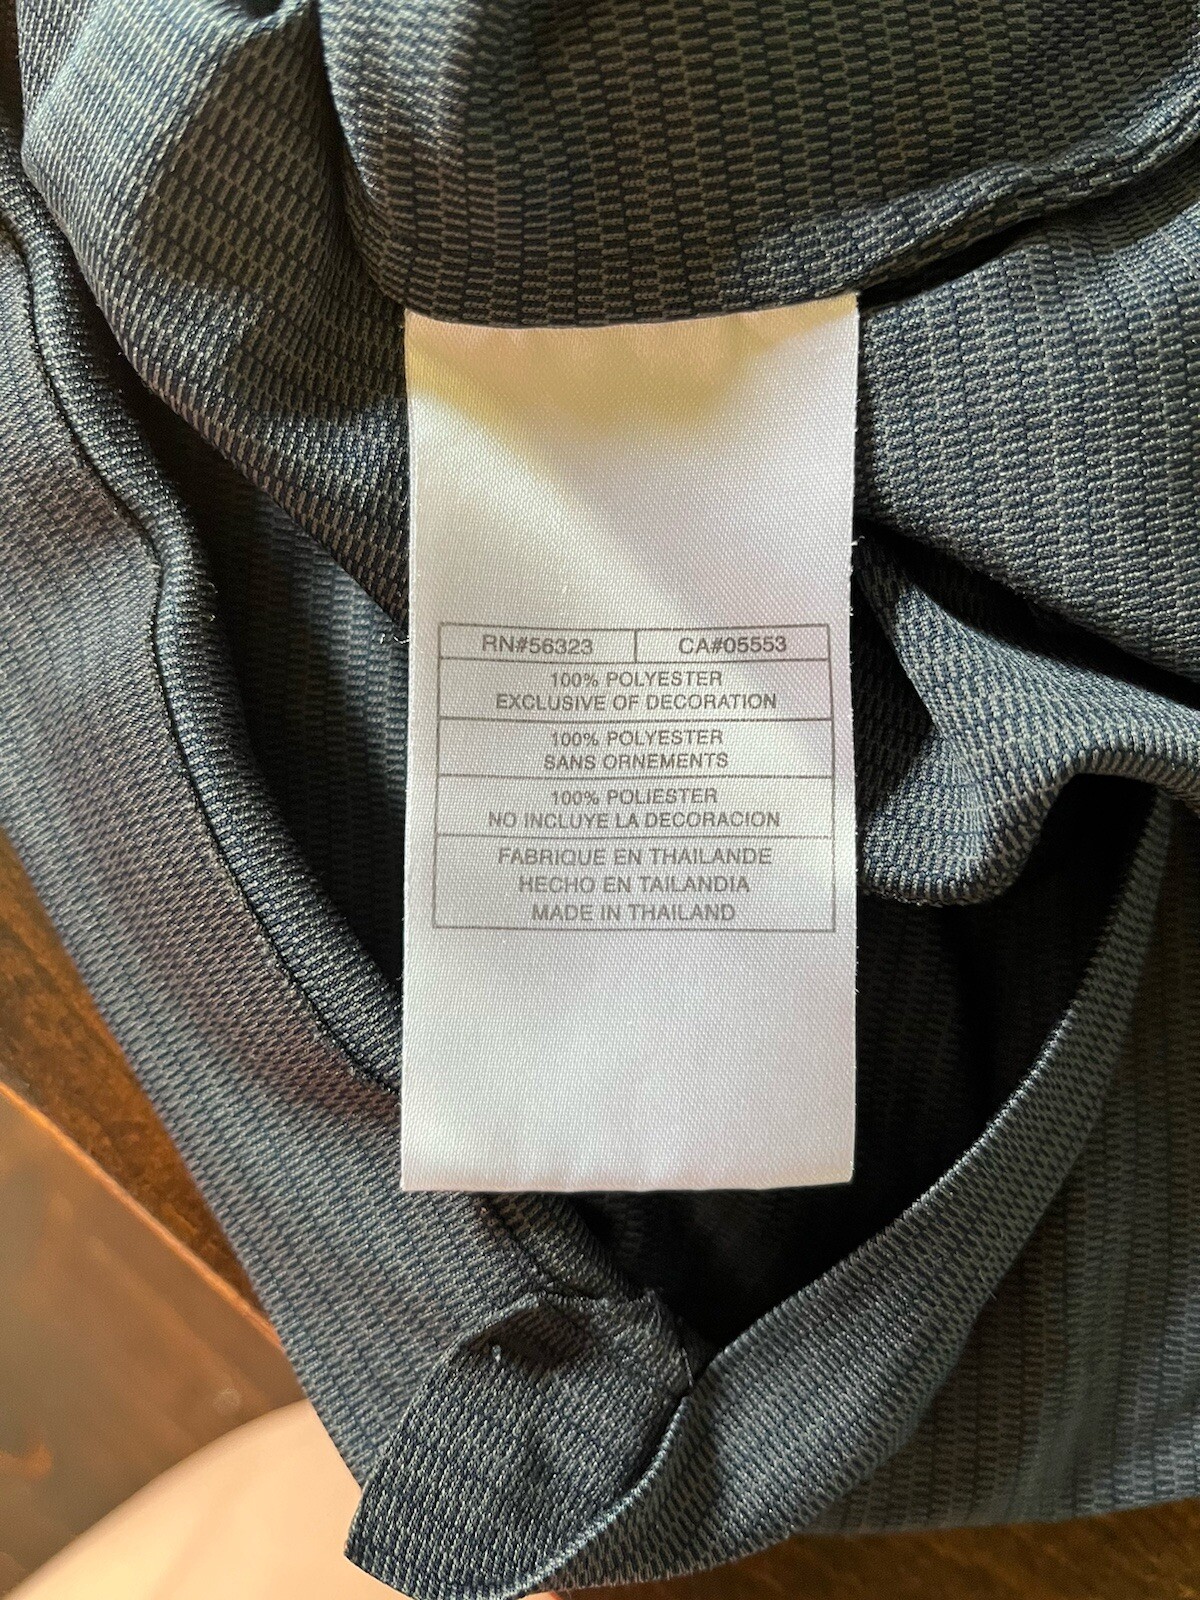 RN#56323 CA#05553
100% POLYESTER
EXCLUSIVE OF DECORATION
100% POLYESTER
SANS ORNEMENTS
100% POLIESTER
NO INCLUYE LA DECORACION
FABRIQUE EN THAILANDE
HECHO EN TAILANDIA
MADE IN THAILAND